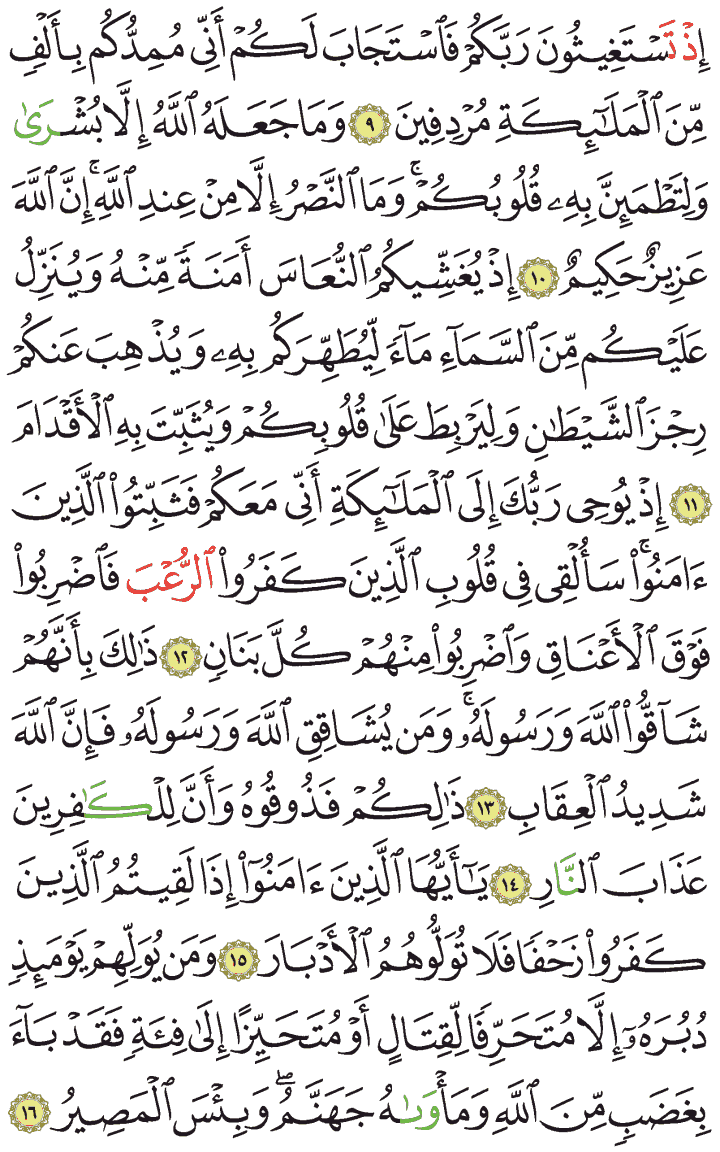 إِذْ تَسْتَغِيثُونَ رَبَّكُمْ فَٱسْتَجَابَ لَكُمْ أَنِّى مُمِدُّكُم بِأَلْفٍ
مِّنَ ٱلْمَلَـٰٓئِكَةِ مُرْدِفِينَ ٩ وَمَا جَعَلَهُ ٱللَّهُ إِلَّا بُشْرَىٰ
وَلِتَطْمَئِنَّ بِهِۦ قُلُوبُكُمْ ۚ وَمَا ٱلنَّصْرُ إِلَّا مِنْ عِندِ ٱللَّهِ ۚ إِنَّ ٱللَّهَ
عَزِيزٌ حَكِيمٌ ١٠ إِذْ يُغَشِّيكُمُ ٱلنُّعَاسَ أَمَنَةً مِّنْهُ وَيُنَزِّلُ
عَلَيْكُم مِّنَ ٱلسَّمَآءِ مَآءً لِّيُطَهِّرَكُم بِهِۦ وَيُذْهِبَ عَنكُمْ
رِجْزَ ٱلشَّيْطَـٰنِ وَلِيَرْبِطَ عَلَىٰ قُلُوبِكُمْ وَيُثَبِّتَ بِهِ ٱلْأَقْدَامَ
١١ إِذْ يُوحِى رَبُّكَ إِلَى ٱلْمَلَـٰٓئِكَةِ أَنِّى مَعَكُمْ فَثَبِّتُوا۟ ٱلَّذِينَ
ءَامَنُوا۟ ۚ سَأُلْقِى فِى قُلُوبِ ٱلَّذِينَ كَفَرُوا۟ ٱلرُّعْبَ فَٱضْرِبُوا۟
فَوْقَ ٱلْأَعْنَاقِ وَٱضْرِبُوا۟ مِنْهُمْ كُلَّ بَنَانٍ ١٢ ذَٰلِكَ بِأَنَّهُمْ
شَآقُّوا۟ ٱللَّهَ وَرَسُولَهُۥ ۚ وَمَن يُشَاقِقِ ٱللَّهَ وَرَسُولَهُۥ فَإِنَّ ٱللَّهَ
شَدِيدُ ٱلْعِقَابِ ١٣ ذَٰلِكُمْ فَذُوقُوهُ وَأَنَّ لِلْكَـٰفِرِينَ
عَذَابَ ٱلنَّارِ ١٤ يَـٰٓأَيُّهَا ٱلَّذِينَ ءَامَنُوٓا۟ إِذَا لَقِيتُمُ ٱلَّذِينَ
كَفَرُوا۟ زَحْفًا فَلَا تُوَلُّوهُمُ ٱلْأَدْبَارَ ١٥ وَمَن يُوَلِّهِمْ يَوْمَئِذٍ
دُبُرَهُۥٓ إِلَّا مُتَحَرِّفًا لِّقِتَالٍ أَوْ مُتَحَيِّزًا إِلَىٰ فِئَةٍ فَقَدْ بَآءَ
بِغَضَبٍ مِّنَ ٱللَّهِ وَمَأْوَىٰهُ جَهَنَّمُ ۖ وَبِئْسَ ٱلْمَصِيرُ ١٦